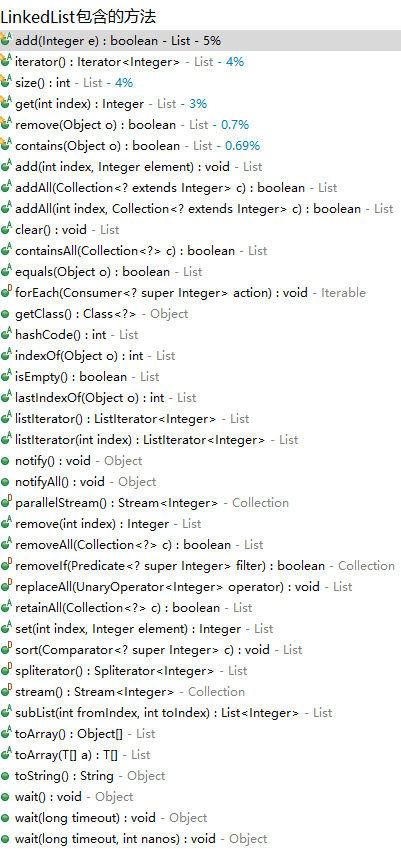 LinkedList包含的方法
add(Integer e) : boolean - List - 5%
iterator() : Iterator<Integer> - List - 4%
size() : int - List - 4%
get(int index) : Integer - List - 3%
remove(Object o) : boolean - List - 0.7%
contains(Object o) : boolean - List - 0.69%
add(int index, Integer element) : void - List
addAll(Collection<? extends Integer> c) : boolean - List
addAll(int index, Collection<? extends Integer> c) : boolean - List
clear() : void - List
containsAll(Collection<?> c) : boolean - List
equals(Object o) : boolean - List
forEach(Consumer<? super Integer> action) : void - Iterable
getClass() : Class<?> - Object
hashCode() : int - List
indexOf(Object o) : int - List
isEmpty() : boolean - List
lastIndexOf(Object o) : int - List
listIterator() : ListIterator<Integer> - List
listIterator(int index) : ListIterator<Integer> - List
notify() : void - Object
notifyAll() : void - Object
parallelStream() : Stream<Integer> - Collection
remove(int index) : Integer - List
removeAll(Collection<?> c) : boolean - List
removeIf(Predicate<? super Integer> filter) : boolean - Collection
replaceAll(UnaryOperator<Integer> operator) : void - List
retainAll(Collection<?> c) : boolean - List
set(int index, Integer element) : Integer - List
sort(Comparator<? super Integer> c) : void - List
spliterator() : Spliterator<Integer> - List
stream() : Stream<Integer> - Collection
subList(int fromIndex, int toIndex) : List<Integer> - List
toArray() : Object[] - List
toArray(T[] a) : T[] - List
toString() : String - Object
wait() : void - Object
wait(long timeout) : void - Object
wait(long timeout, int nanos) : void - Object